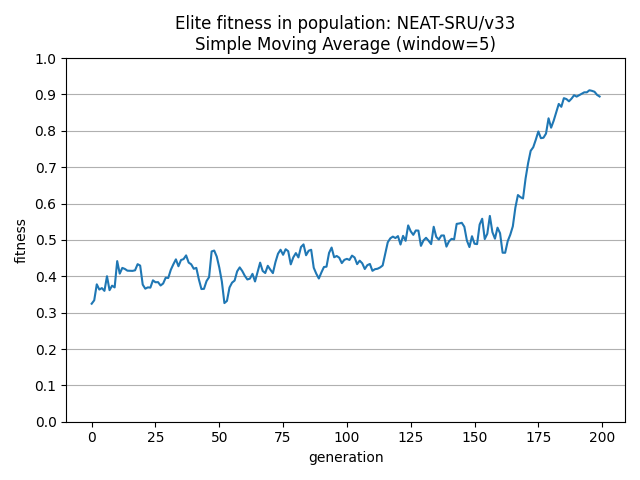 Elite fitness in population: NEAT-SRU/v33
Simple Moving Average (window=5)
1.0
0.9
0.8
0.7
0.6
0.5
0.4
0.3
0.2
0.1
0.0
fitness
0 25 50 75 100 125 150 175 200
generation